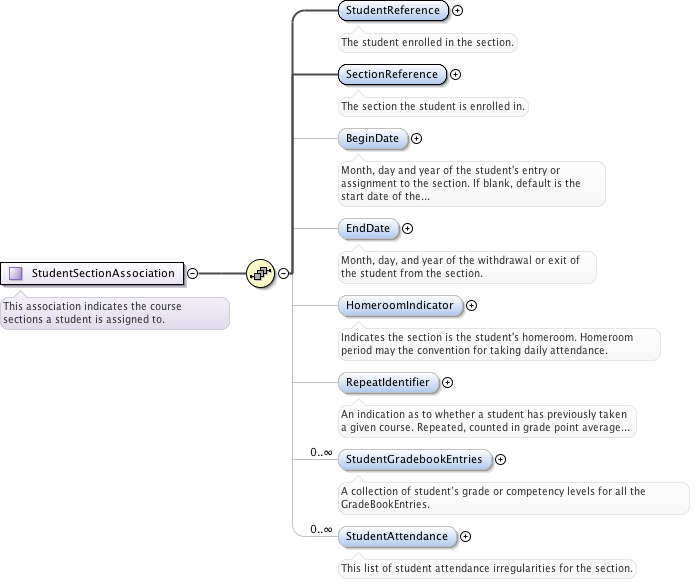 StudentReference
The student enrolled in the section.
SectionReference
The section the student is enrolled in.
BeginDate
Month, day and year of the student's entry or
assignment to the section. If blank, default is the
start date of the...
EndDate
Month, day, and year of the withdrawal or exit of
the student from the section.
StudentSectionAssociation
This association indicates the course
sections a student is assigned to.
HomeroomIndicator
Indicates the section is the student's homeroom. Homeroom
period may the convention for taking daily attendance.
RepeatIdentifier
An indication as to whether a student has previously taken
a given course. Repeated, counted in grade point average...
0..∞
StudentGradebookEntries
A collection of student's grade or competency levels for all the
GradeBookEntries.
0..∞
StudentAttendance
This list of student attendance irregularities for the section.